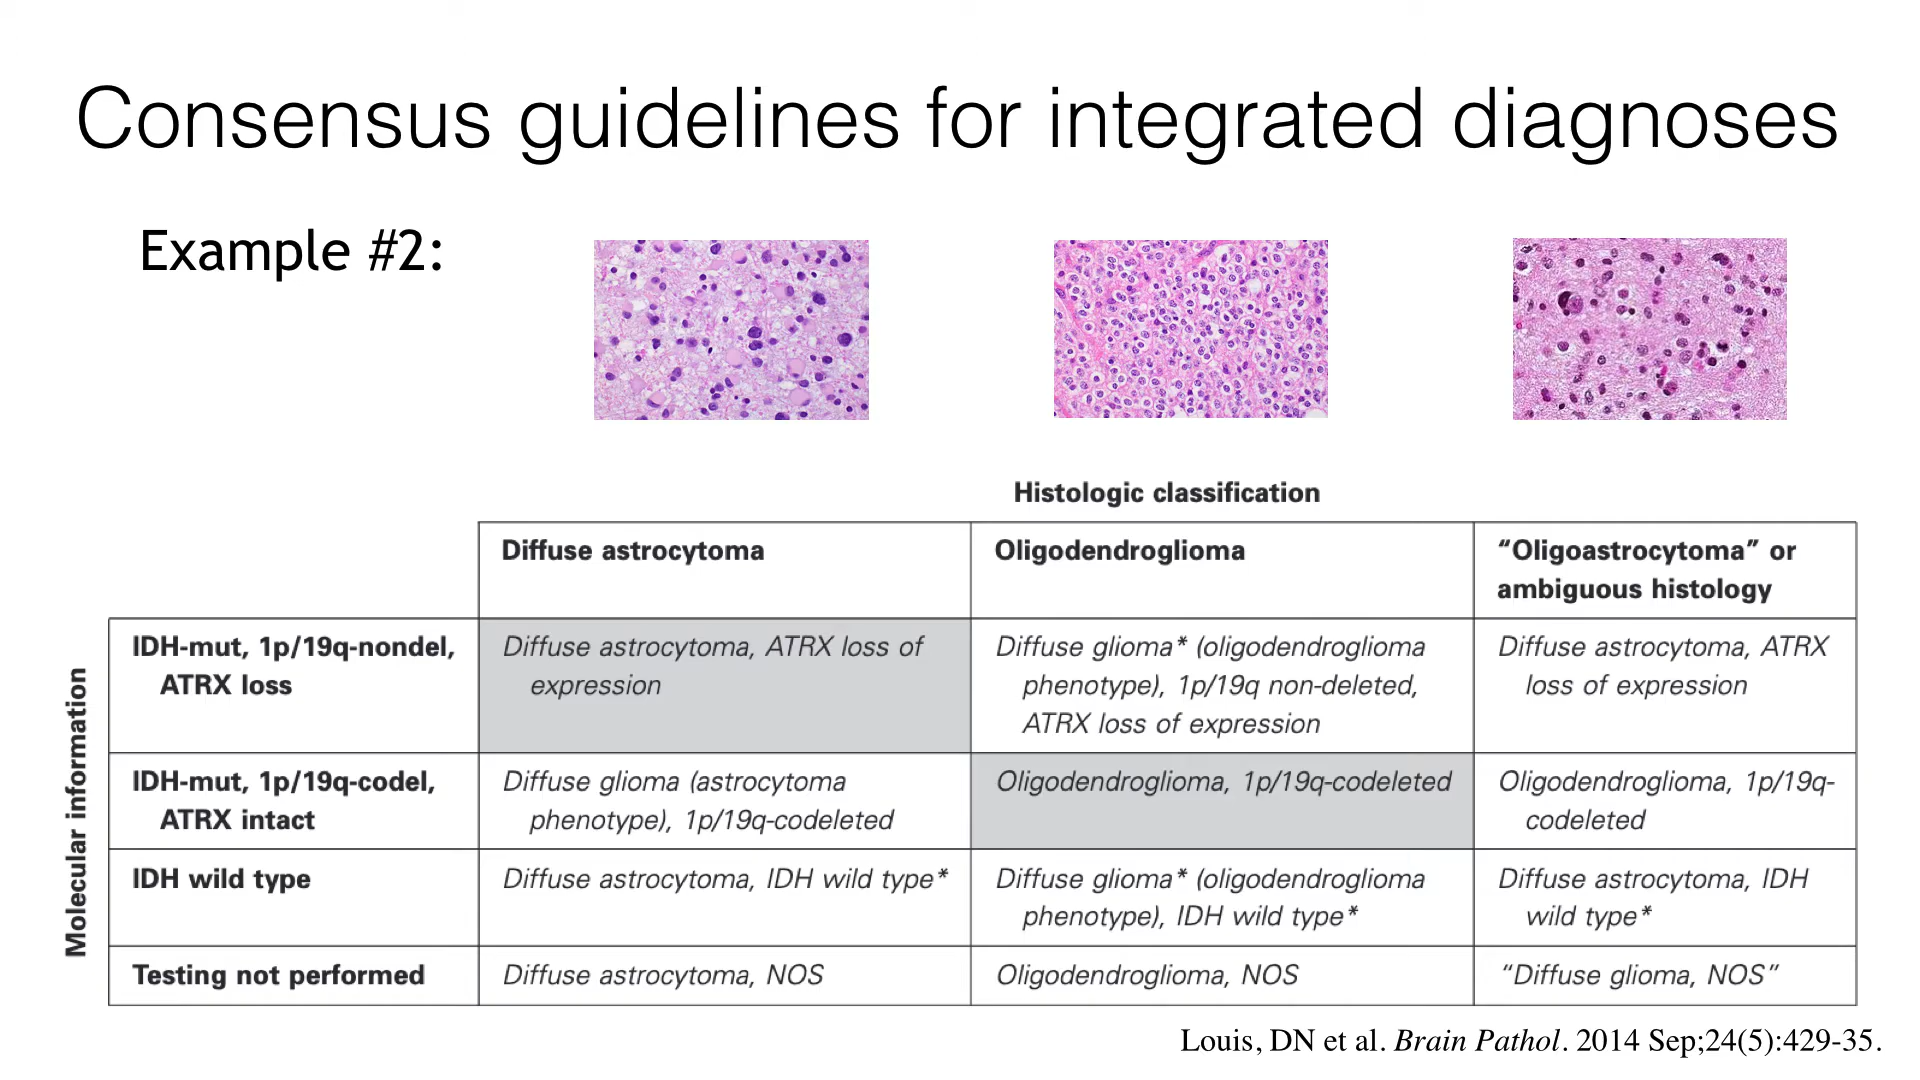 Consensus guidelines for integrated diagnoses
Example #2:
Histologic classification
Diffuse astrocytoma
Oligodendroglioma
“Oligoastrocytoma” or
ambiguous histology
Molecular information
IDH-mut, 1p/19q-nondel,
ATRX loss
Diffuse astrocytoma, ATRX loss of
expression
Diffuse glioma* (oligodendroglioma
phenotype), 1p/19q non-deleted,
ATRX loss of expression
Diffuse astrocytoma, ATRX
loss of expression
IDH-mut, 1p/19q-codel,
ATRX intact
Diffuse glioma (astrocytoma
phenotype), 1p/19q-codeleted
Oligodendroglioma, 1p/19q-codeleted
Oligodendroglioma, 1p/19q-
codeleted
IDH wild type
Diffuse astrocytoma, IDH wild type*
Diffuse glioma* (oligodendroglioma
phenotype), IDH wild type*
Diffuse astrocytoma, IDH
wild type*
Testing not performed
Diffuse astrocytoma, NOS
Oligodendroglioma, NOS
“Diffuse glioma, NOS”
Louis, DN et al. Brain Pathol. 2014 Sep;24(5):429-35.